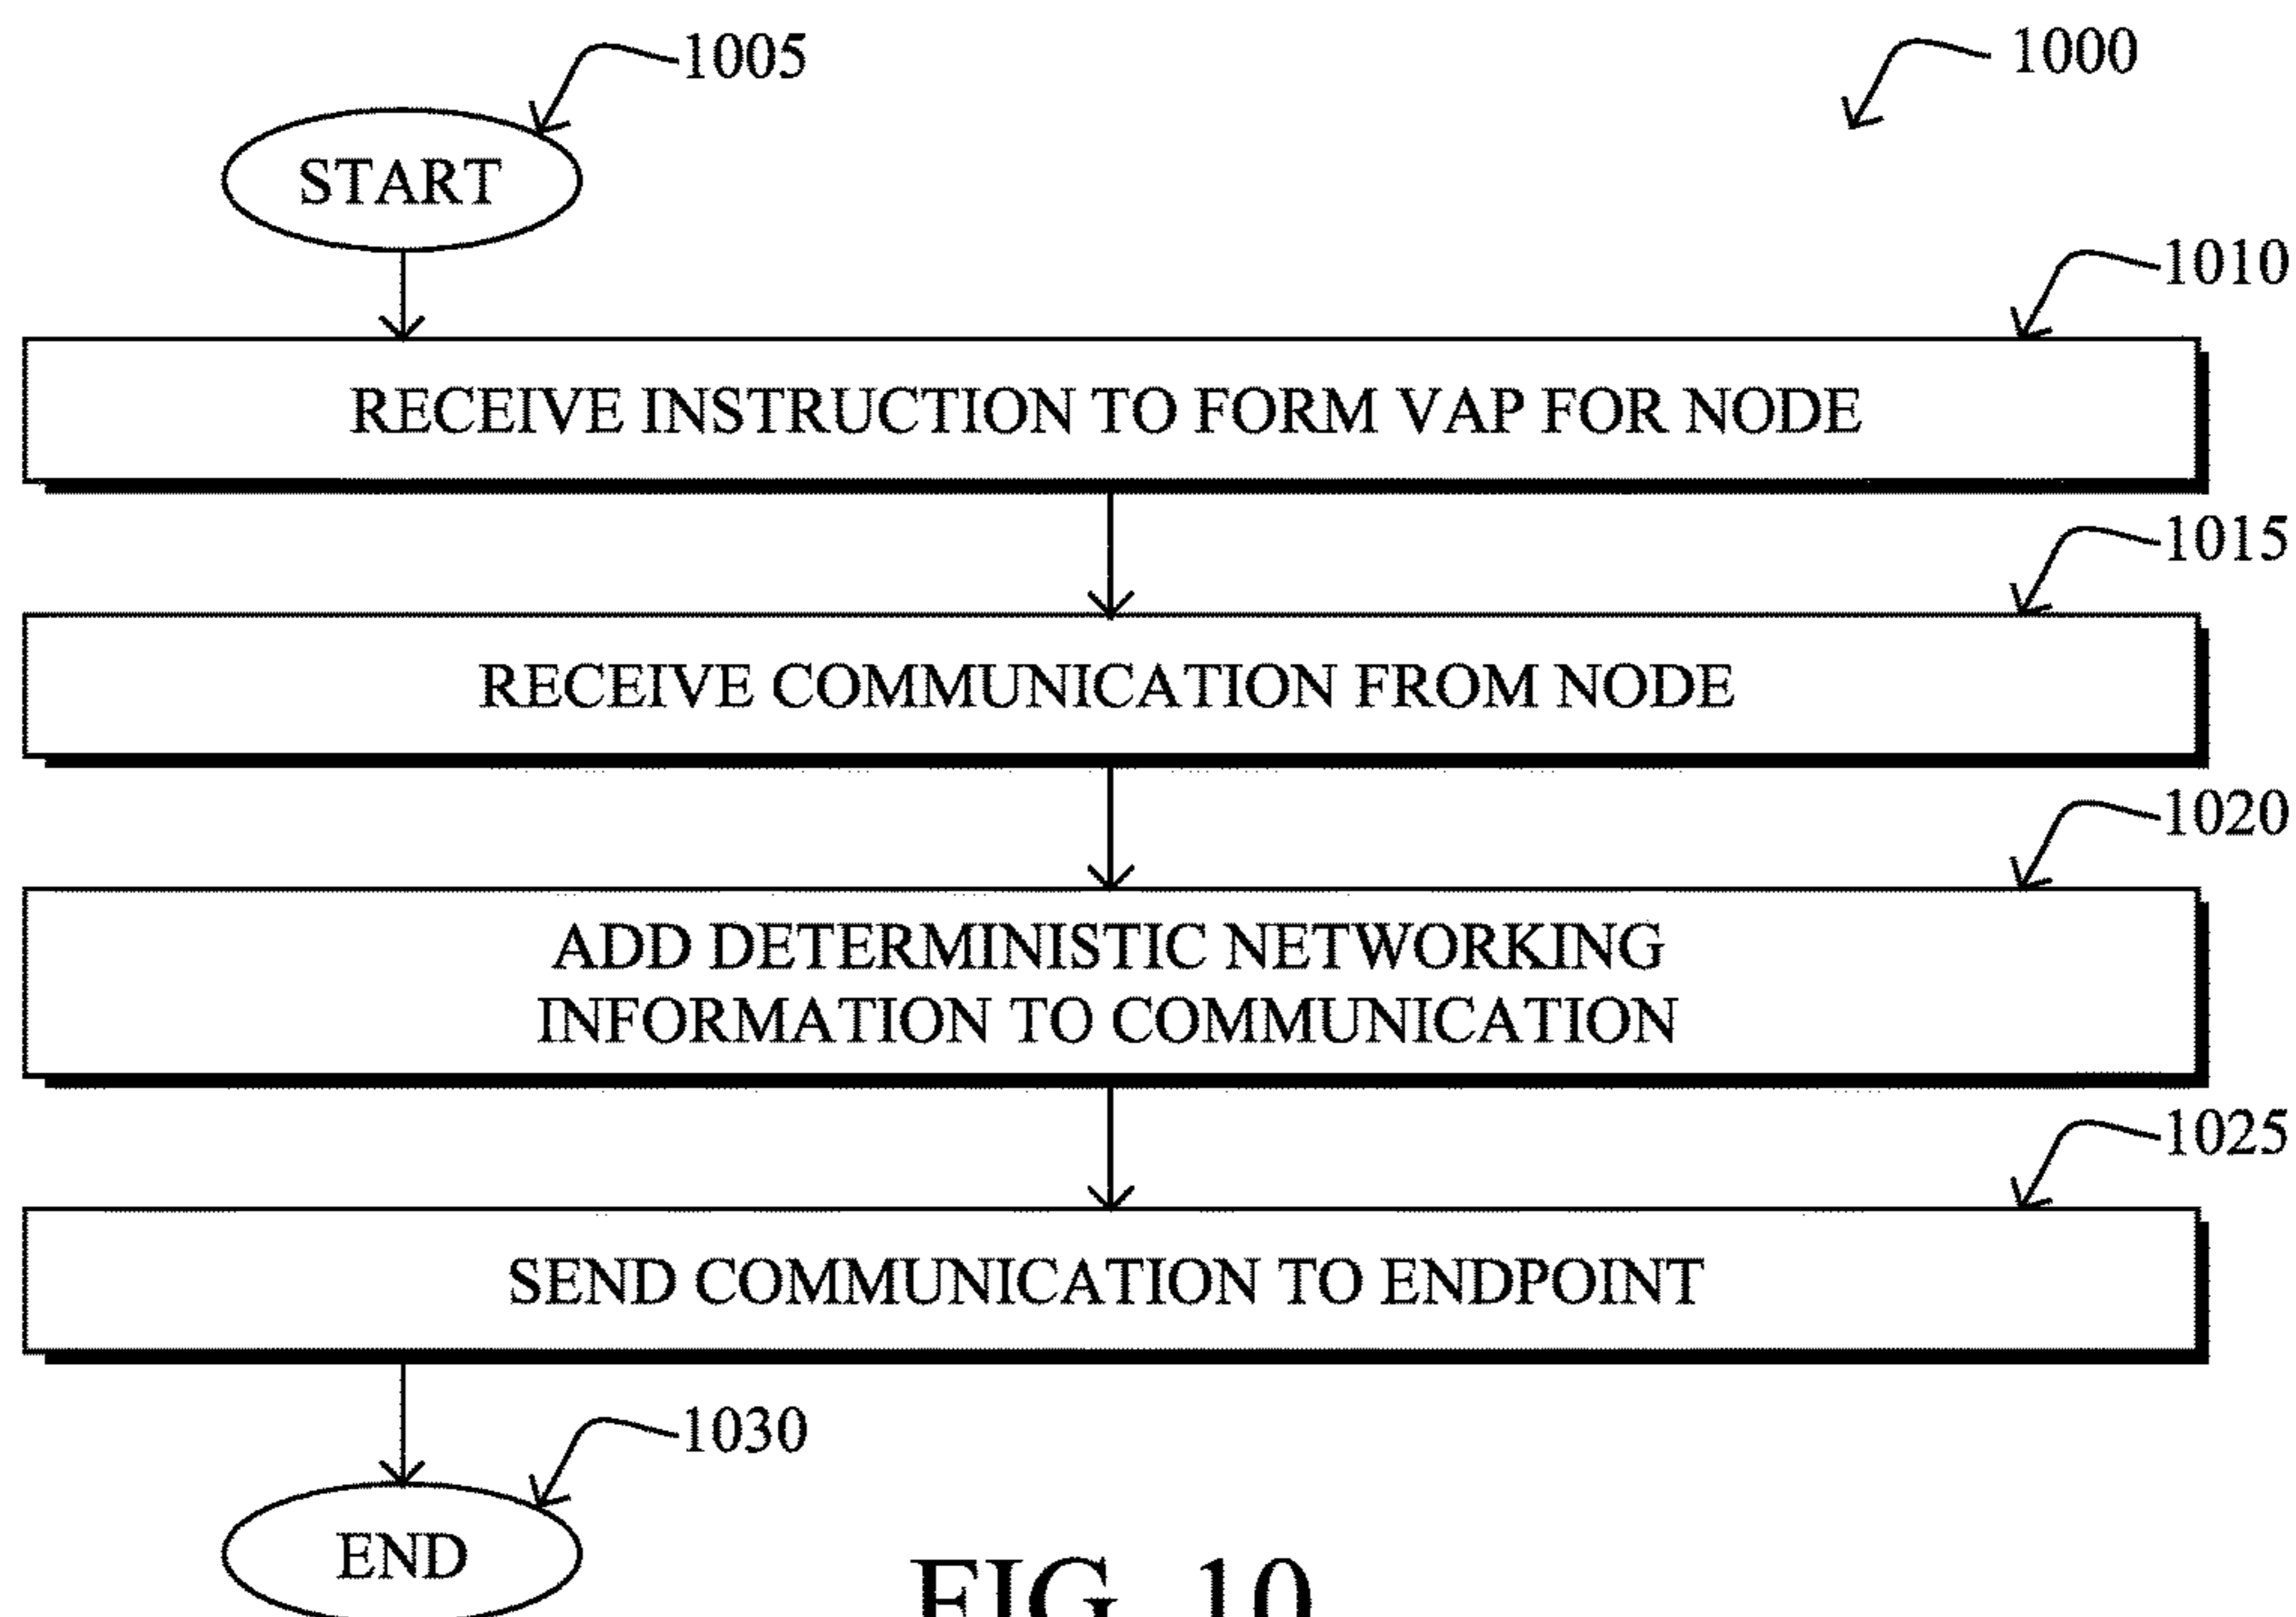 1005
1000
START
1010
RECEIVE INSTRUCTION TO FORM VAP FOR NODE
1015
RECEIVE COMMUNICATION FROM NODE
1020
ADD DETERMINISTIC NETWORKING
INFORMATION TO COMMUNICATION
1025
SEND COMMUNICATION TO ENDPOINT
1030
END
FIG. 10